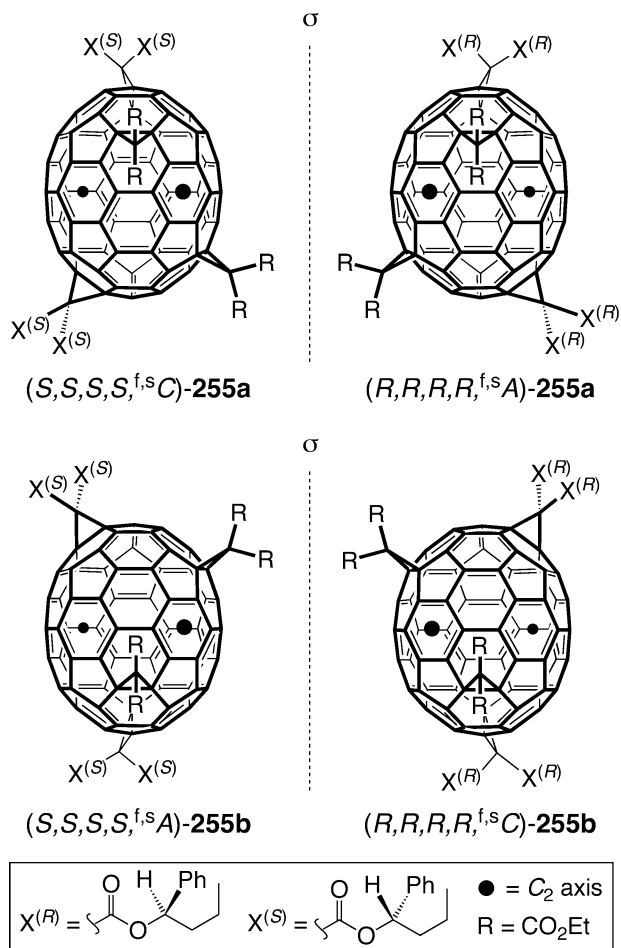 σ
X(S) X(S) X(R) X(R)
R R
R R
R R
R R
X(S) X(R)
X(S) X(R)
(S,S,S,S,f,sC)-255a (R,R,R,R,f,sA)-255a
σ
X(S) X(S) X(R) X(R)
R R
R R
R R
R R
X(S) X(S) X(R) X(R)
(S,S,S,S,f,sA)-255b (R,R,R,R,f,sC)-255b
O H Ph O H Ph ● = C2 axis
X(R) = O X(S) = O R = CO2Et